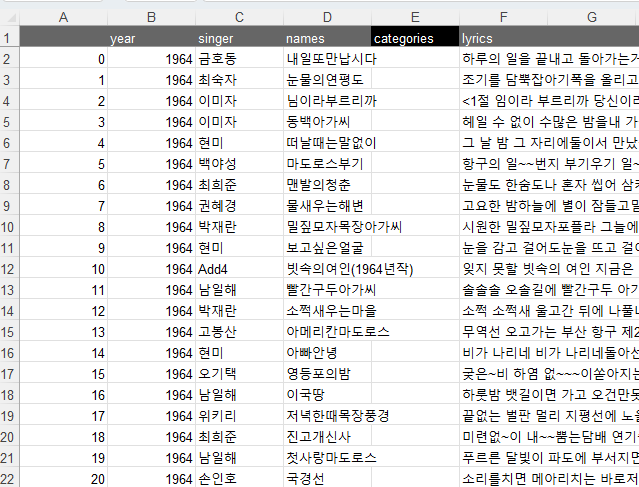 A B C D E F G
1 year singer names categories lyrics
2 0 1964 금호동 내일또만납시다 하루의 일을 끝내고 돌아가는
3 1 1964 최숙자 눈물의연평도 조기를 담뿍잡아기폭을 올리고
4 2 1964 이미자 님이라부르리까 <1절 임이라 부르리까 당신이라
5 3 1964 이미자 동백아가씨 헤일 수 없이 수많은 밤을내 가
6 4 1964 현미 떠날때는말없이 그 날 밤 그 자리에둘이서 만났
7 5 1964 백야성 마도로스부기 항구의 일~~번지 부기우기 일~
8 6 1964 최희준 맨발의청춘 눈물도 한숨도나 혼자 씹어 삼키
9 7 1964 권혜경 물새우는해변 고요한 밤하늘에 별이 잠들고밀
10 8 1964 박재란 밀짚모자목장아가씨 시원한 밀짚모자포플라 그늘에
11 9 1964 현미 보고싶은얼굴 눈을 감고 걸어도눈을 뜨고 걸어
12 10 1964 Add4 빗속의여인(1964년작) 잊지 못할 빗속의 여인 지금은
13 11 1964 남일해 빨간구두아가씨 솔솔솔 오솔길에 빨간구두 아가
14 12 1964 박재란 소쩍새우는마을 소쩍 소쩍새 울고간 뒤에 나풀나
15 13 1964 고봉산 아메리칸마도로스 무역선 오고가는 부산 항구 제2
16 14 1964 현미 아빠안녕 비가 나리네 비가 나리네돌아선
17 15 1964 오기택 영등포의밤 궂은~비 하염 없~~~이쏟아지는
18 16 1964 남일해 이국땅 하룻밤 뱃길이면 가고 오건만못
19 17 1964 위키리 저녁한때목장풍경 끝없는 벌판 멀리 지평선에 노을
20 18 1964 최희준 진고개신사 미련없~이 내~~뿜는담배 연기
21 19 1964 남일해 첫사랑마도로스 푸르른 달빛이 파도에 부서지면
22 20 1964 손인호 국경선 소리를치면 메아리치는 바로저